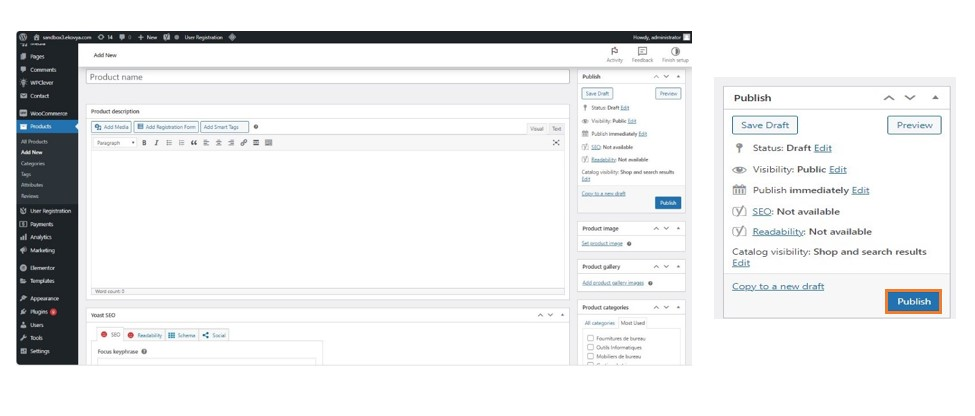 sandbox3.ekovya.com 14 0 New User Registration Howdy, administrator
Media
Pages
Comments
WPClever
Contact
WooCommerce
Products
All Products
Add New
Categories
Tags
Attributes
Reviews
User Registration
Payments
Analytics
Marketing
Elementor
Templates
Appearance
Plugins
Users
Tools
Settings
Add New
Activity Feedback Finish setup
Product name
Product description
Add Media Add Registration Form Add Smart Tags
Visual Text
Paragraph
Word count: 0
Yoast SEO
SEO Readability Schema Social
Focus keyphrase
Publish
Save Draft Preview
Status: Draft Edit
Visibility: Public Edit
Publish immediately Edit
SEO: Not available
Readability: Not available
Catalog visibility: Shop and search results
Edit
Copy to a new draft
Publish
Product image
Set product image
Product gallery
Add product gallery images
Product categories
All categories Most Used
Fournitures de bureau
Outils Informatiques
Mobiliers de bureau
Publish
Save Draft Preview
Status: Draft Edit
Visibility: Public Edit
Publish immediately Edit
SEO: Not available
Readability: Not available
Catalog visibility: Shop and search results
Edit
Copy to a new draft
Publish